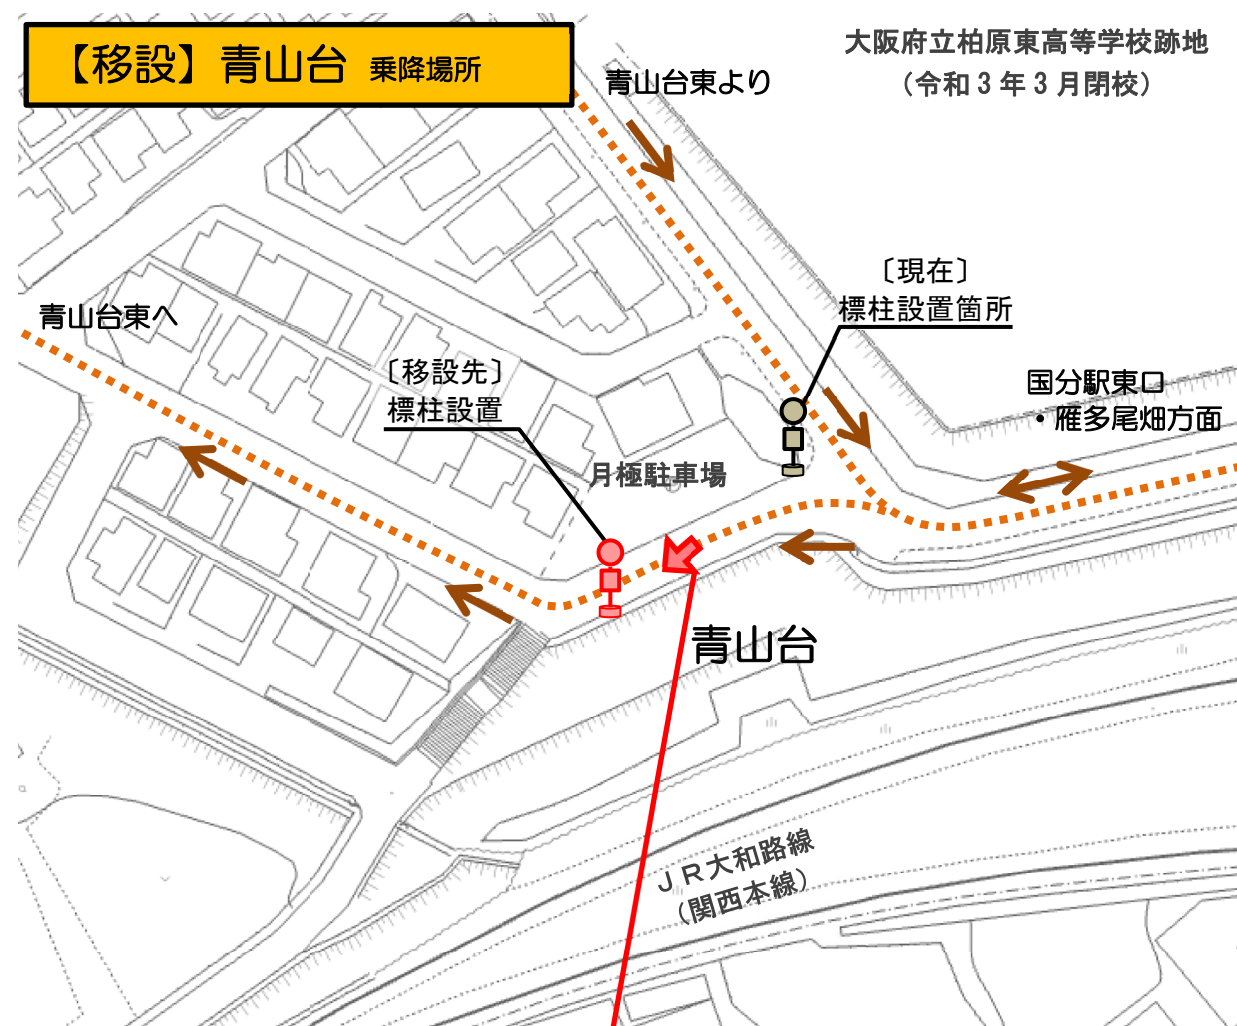 【移設】青山台 乗降場所
大阪府立柏原東高等学校跡地
（令和３年３月閉校）
青山台東より
〔現在〕
標柱設置箇所
青山台東へ
〔移設先〕
標柱設置
国分駅東口
・雁多尾畑方面
月極駐車場
青山台
ＪＲ大和路線
（関西本線）